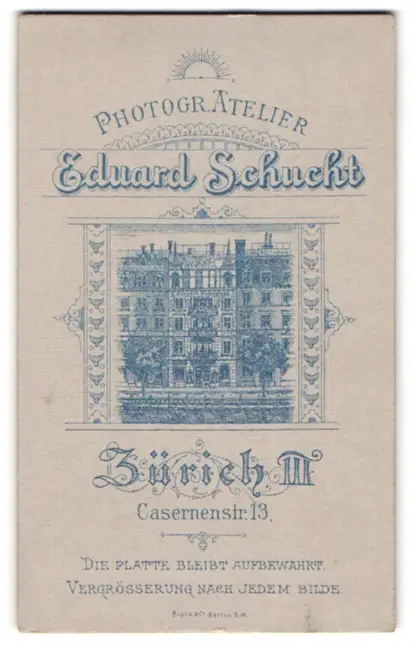 PHOTOGR. ATELIER
Eduard Schucht
Zürich III
Casernenstr. 13.
DIE PLATTE BLEIBT AUFBEWAHRT.
VERGRÖSSERUNG NACH JEDEM BILDE.